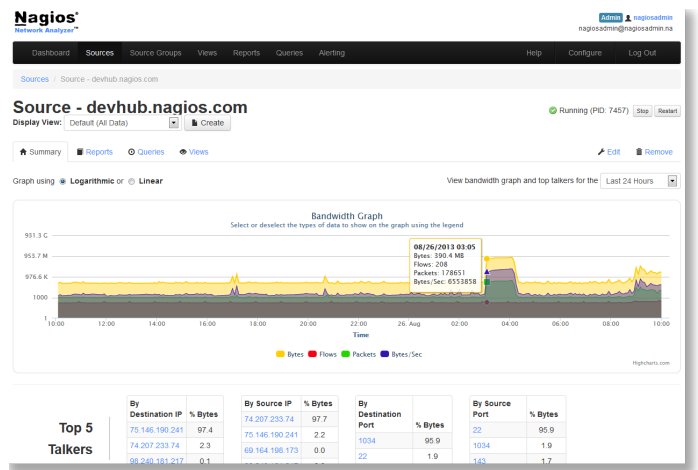 Nagios®
Network Analyzer™
Admin nagiosadmin
nagiosadmin@nagiosadmin.na
Dashboard Sources Source Groups Views Reports Queries Alerting Help Configure Log Out
Sources / Source - devhub.nagios.com
Source - devhub.nagios.com
Running (PID: 7457) Stop Restart
Display View: Default (All Data) Create
Summary Reports Queries Views Edit Remove
Graph using Logarithmic or Linear View bandwidth graph and top talkers for the Last 24 Hours
Bandwidth Graph
Select or deselect the types of data to show on the graph using the legend
931.3 G
953.7 M
976.6 K
1000
1
08/26/2013 03:05
Bytes: 390.4 MB
Flows: 208
Packets: 178651
Bytes/Sec: 6553858
10:00 12:00 14:00 16:00 18:00 20:00 22:00 26. Aug 02:00 04:00 06:00 08:00 10:00
Time
Bytes Flows Packets Bytes/Sec
Highcharts.com
Top 5
Talkers
By Destination IP % Bytes
75.146.190.241 97.4
74.207.233.74 2.3
98.240.181.217 0.1
By Source IP % Bytes
74.207.233.74 97.7
75.146.190.241 2.2
69.164.198.173 0.0
By Destination Port % Bytes
1034 95.9
22 1.9
By Source Port % Bytes
22 95.9
1034 1.9
143 1.7